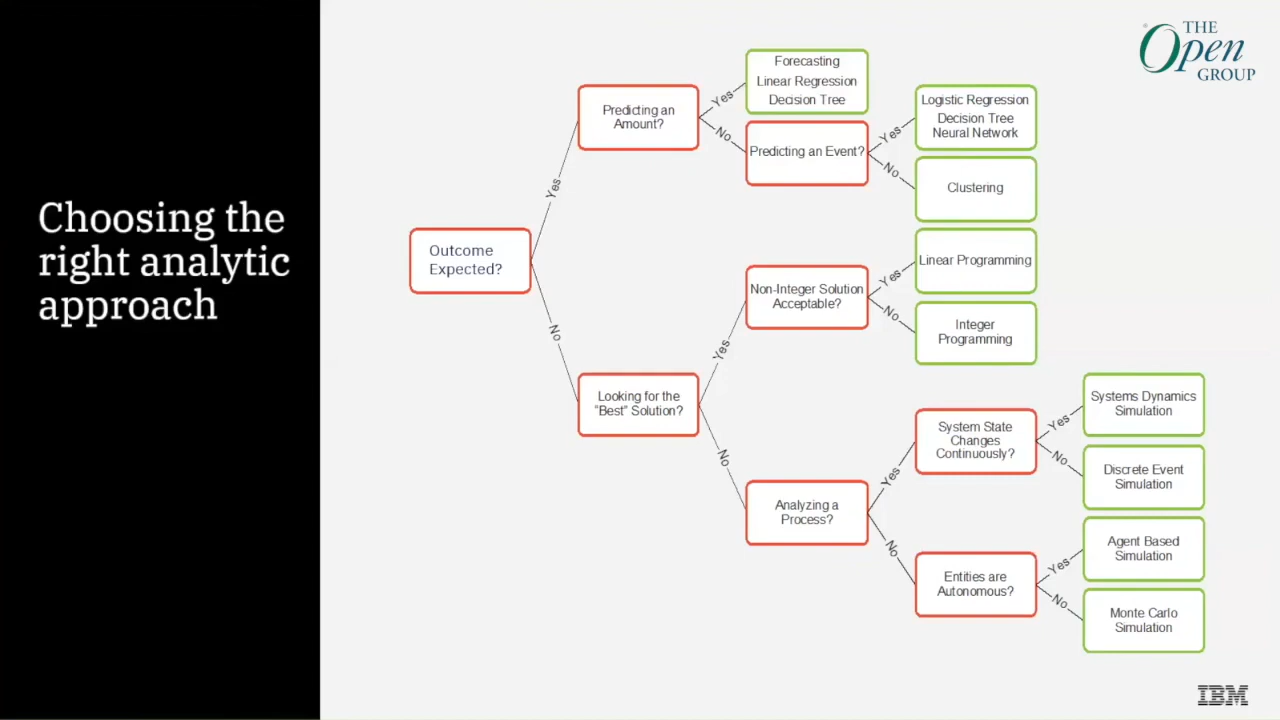 Choosing the
right analytic
approach
THE
Open
GROUP
Outcome
Expected?
Yes
No
Predicting an
Amount?
Yes
No
Forecasting
Linear Regression
Decision Tree
Predicting an Event?
Yes
No
Logistic Regression
Decision Tree
Neural Network
Clustering
Looking for the
"Best" Solution?
Yes
No
Non-Integer Solution
Acceptable?
Yes
No
Linear Programming
Integer
Programming
Analyzing a
Process?
Yes
No
System State
Changes
Continuously?
Yes
No
Systems Dynamics
Simulation
Discrete Event
Simulation
Entities are
Autonomous?
Yes
No
Agent Based
Simulation
Monte Carlo
Simulation
IBM